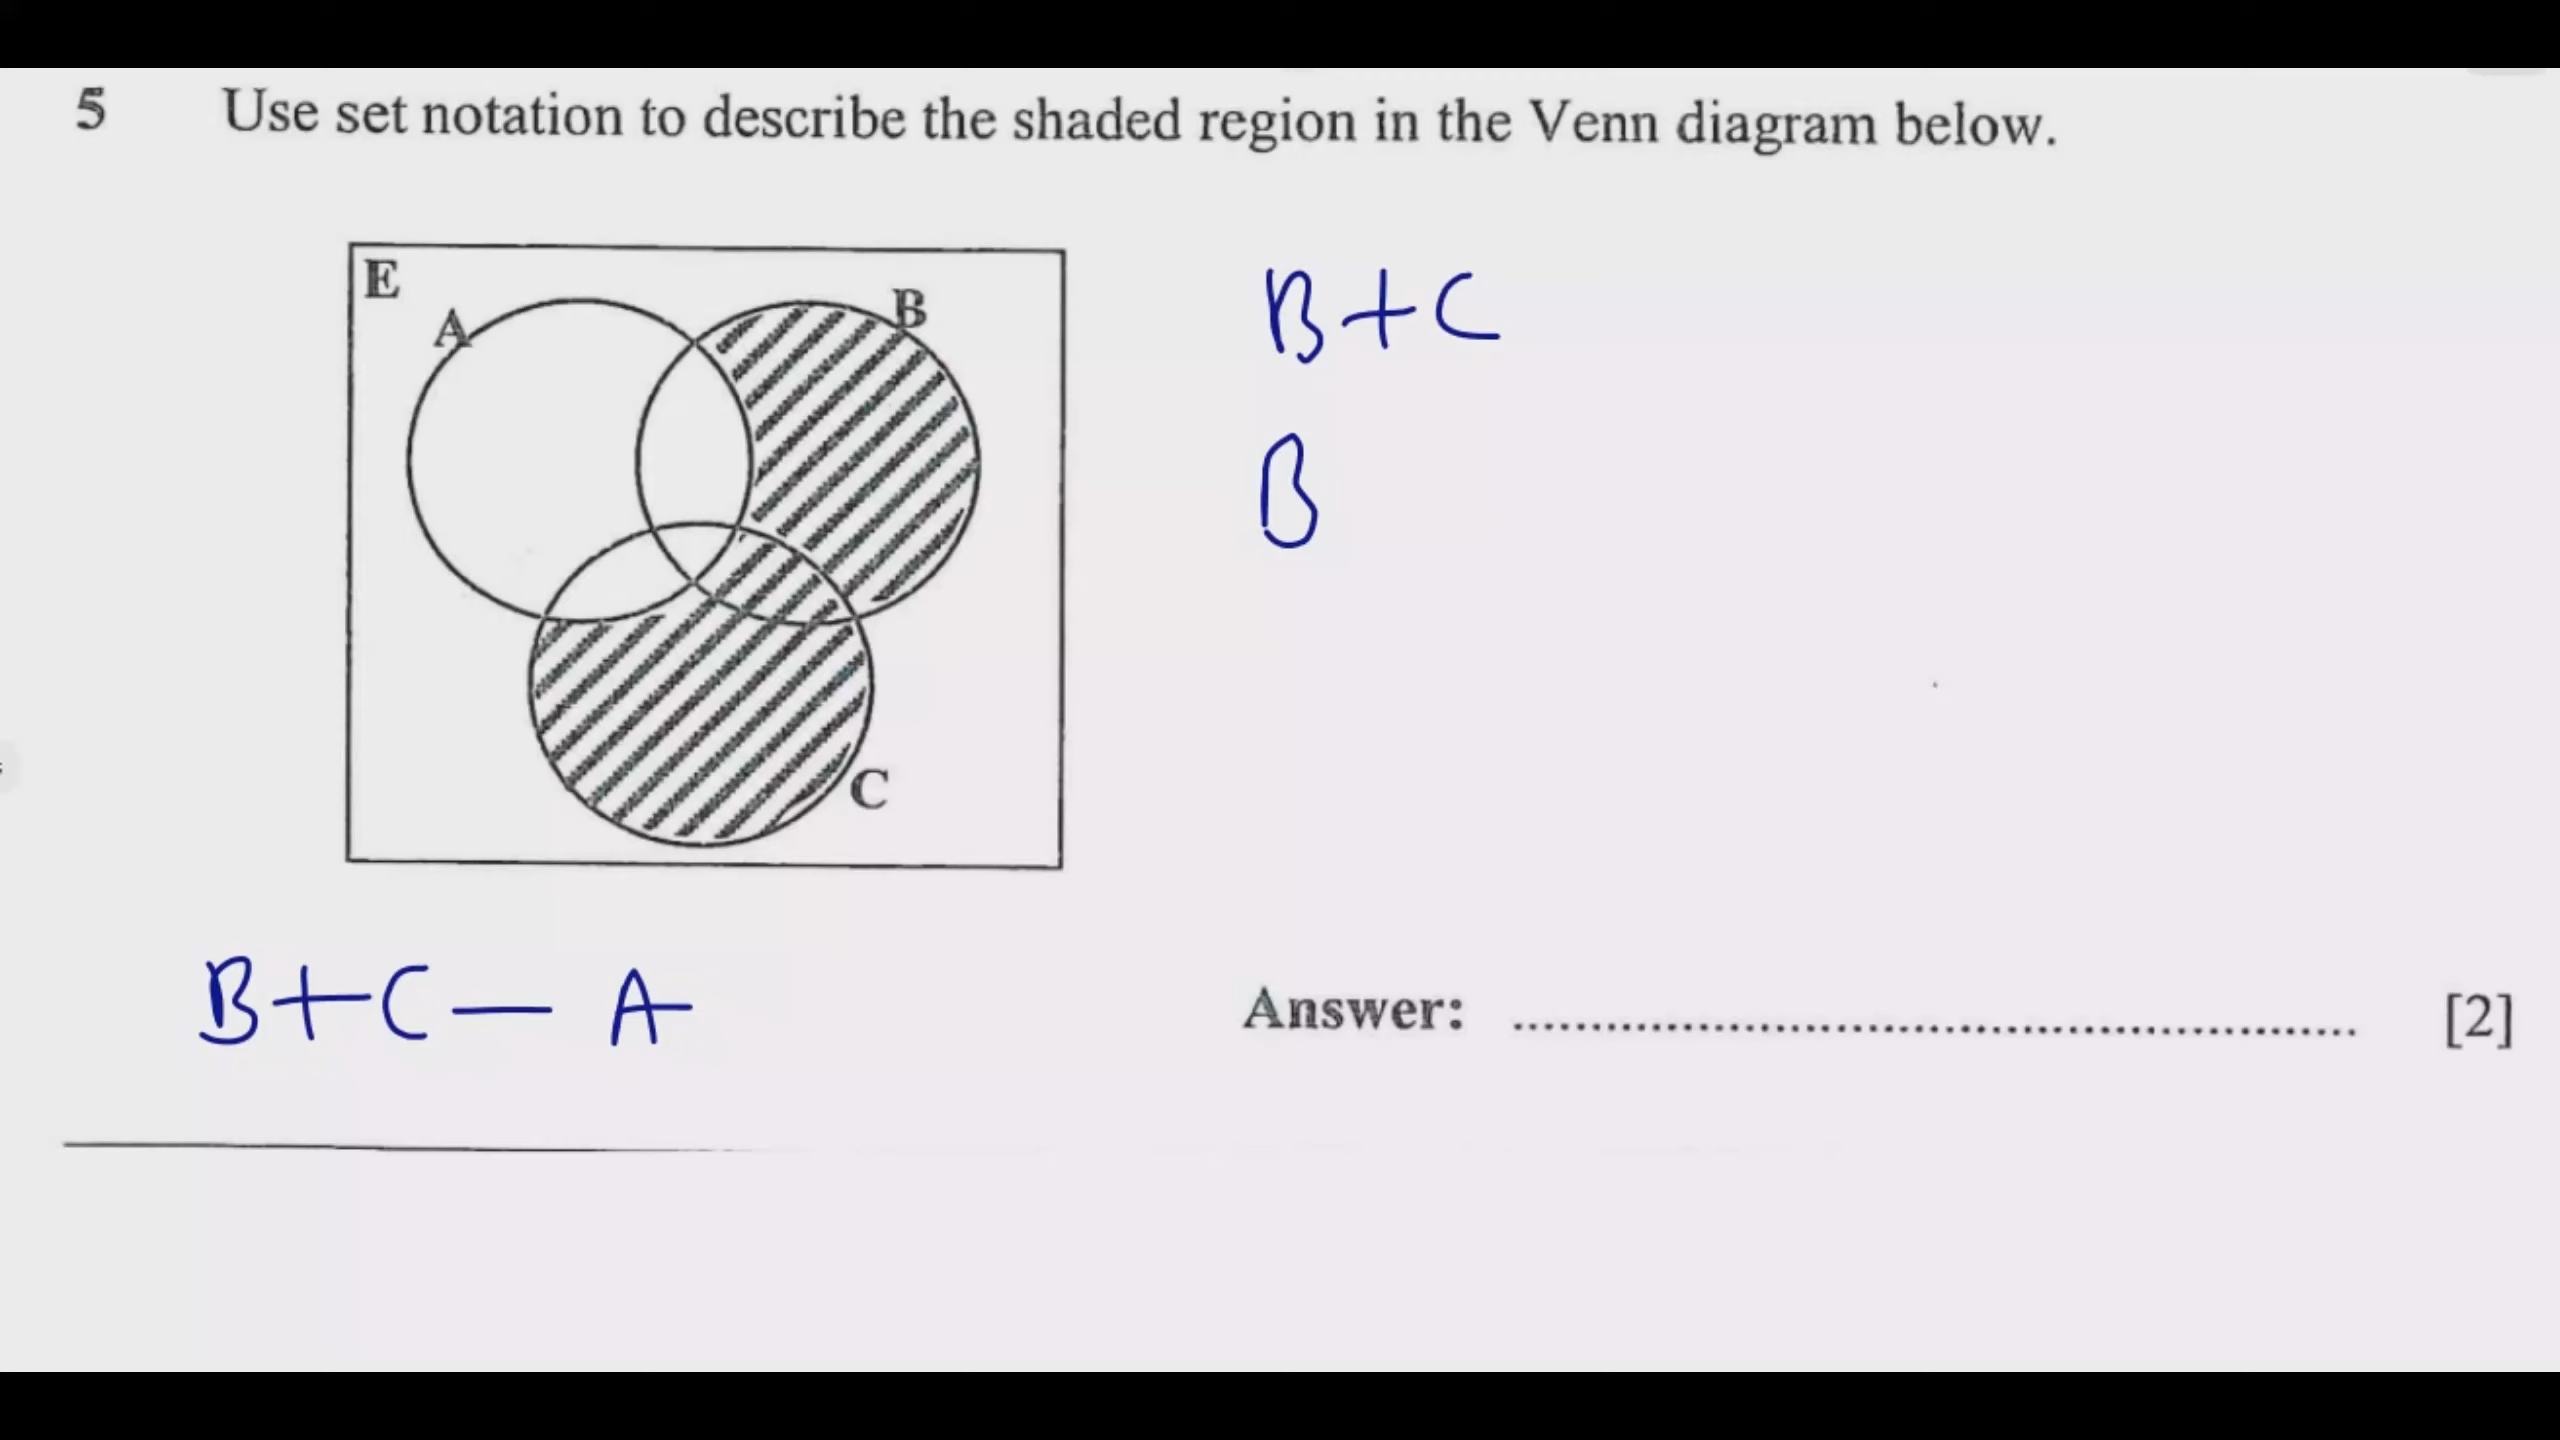 5 Use set notation to describe the shaded region in the Venn diagram below.
E
A
B
B+C
B
C
B+C— A
Answer: ............................................................ [2]